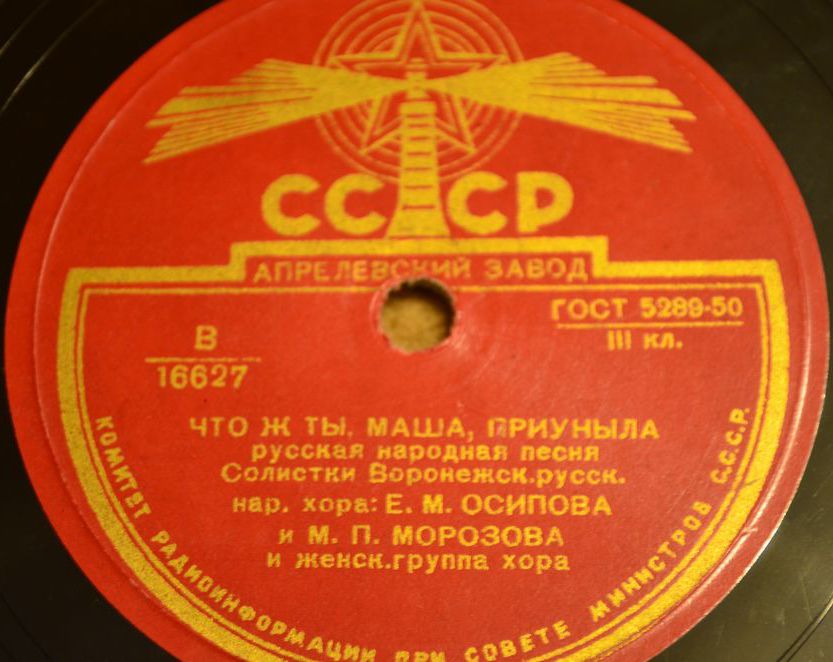 СССР
АПРЕЛЕВСКИЙ ЗАВОД
ГОСТ 5289-50
III кл.
В
16627
ЧТО Ж ТЫ, МАША, ПРИУНЫЛА
русская народная песня
Солистки Воронежск.русск.
нар. хора: Е. М. ОСИПОВА
и М. П. МОРОЗОВА
и женск.группа хора
КОМИТЕТ РАДИОИНФОРМАЦИИ ПРИ СОВЕТЕ МИНИСТРОВ С.С.С.Р.